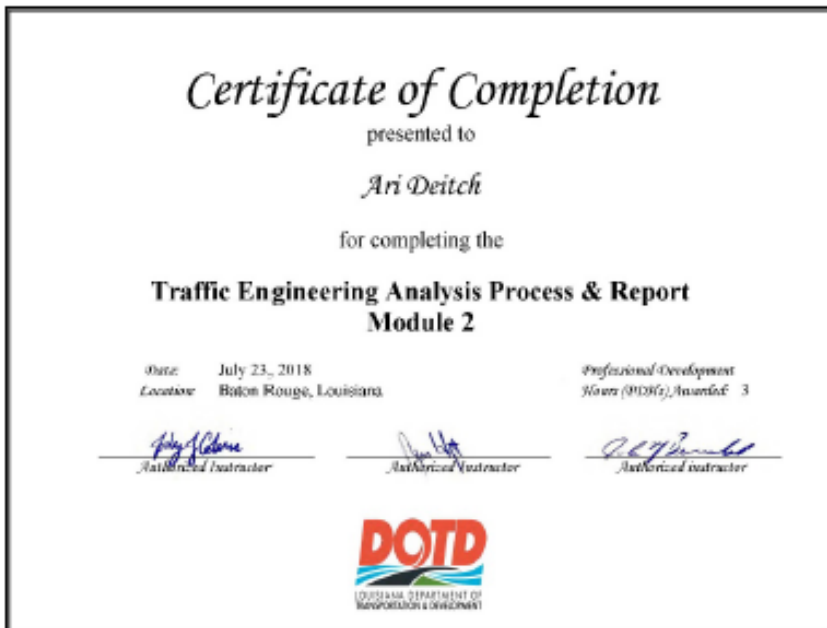 Certificate of Completion
presented to
Ari Deitch
for completing the
Traffic Engineering Analysis Process & Report
Module 2
Date: July 23, 2018
Location: Baton Rouge, Louisiana
Professional Development
Hours (PDHs) Awarded: 3
Authorized Instructor
Authorized Instructor
Authorized instructor
DOTD
LOUISIANA DEPARTMENT OF
TRANSPORTATION & DEVELOPMENT